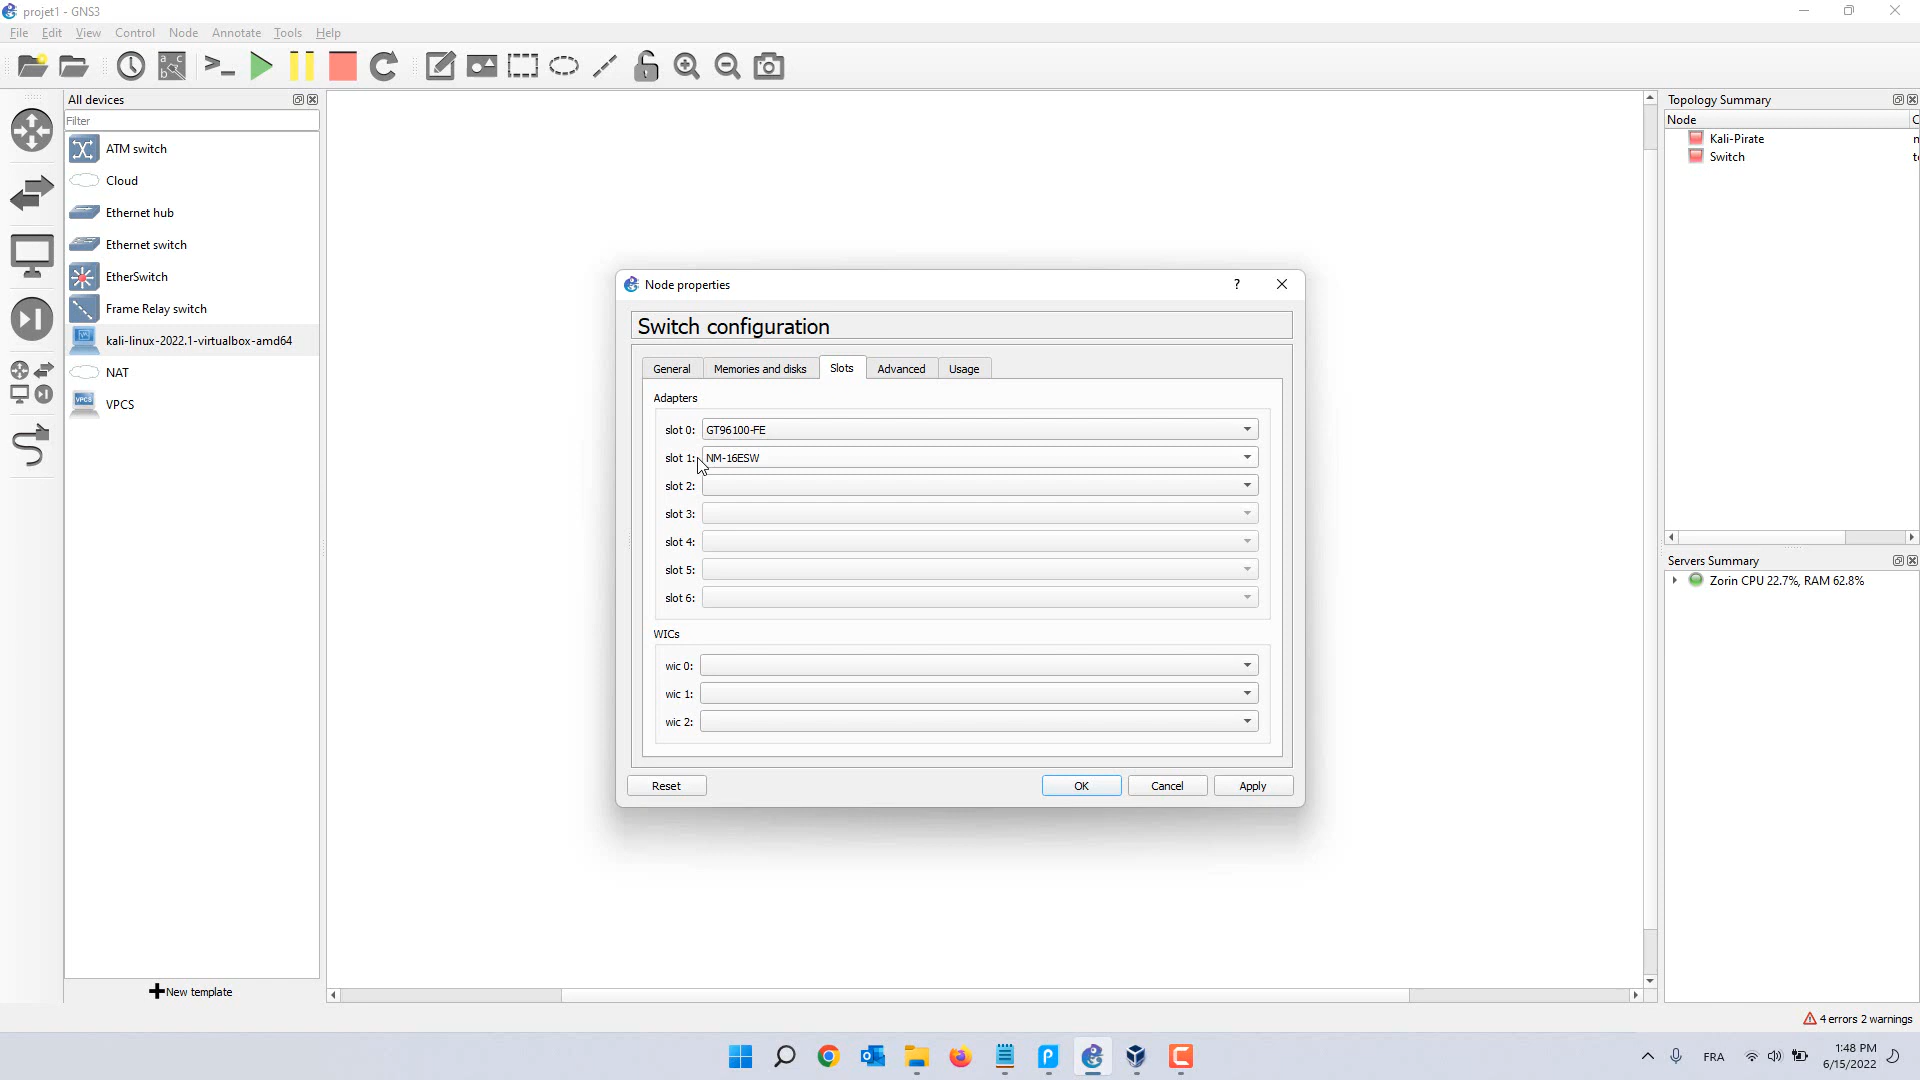 projet1 - GNS3
File Edit View Control Node Annotate Tools Help
All devices
Filter
ATM switch
Cloud
Ethernet hub
Ethernet switch
EtherSwitch
Frame Relay switch
kali-linux-2022.1-virtualbox-amd64
NAT
VPCS
New template
Node properties
?
Switch configuration
General Memories and disks Slots Advanced Usage
Adapters
slot 0: GT96100-FE
slot 1: NM-16ESW
slot 2:
slot 3:
slot 4:
slot 5:
slot 6:
WICs
wic 0:
wic 1:
wic 2:
Reset OK Cancel Apply
Topology Summary
Node C
Kali-Pirate
Switch
Servers Summary
Zorin CPU 22.7%, RAM 62.8%
4 errors 2 warnings
FRA
1:48 PM
6/15/2022